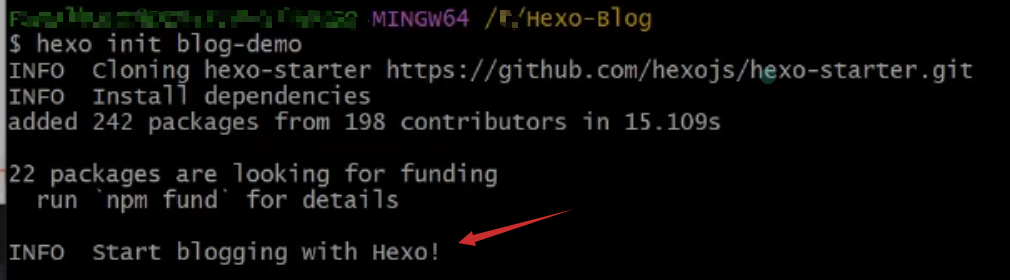 MINGW64 /Hexo-Blog
$ hexo init blog-demo
INFO  Cloning hexo-starter https://github.com/hexojs/hexo-starter.git
INFO  Install dependencies
added 242 packages from 198 contributors in 15.109s
22 packages are looking for funding
  run `npm fund` for details
INFO  Start blogging with Hexo!